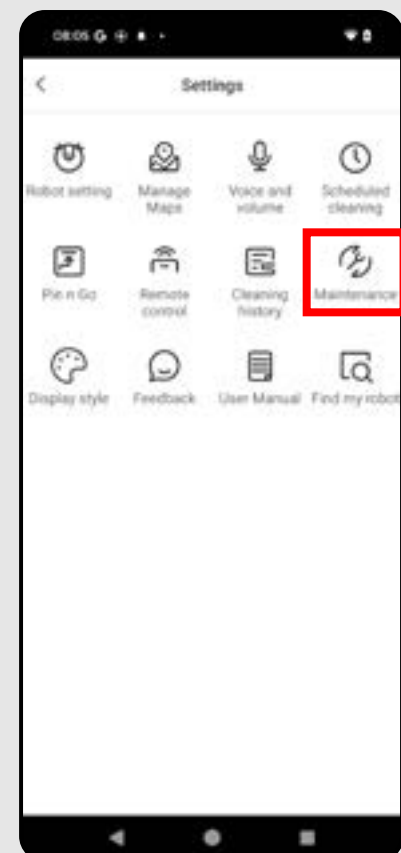 08:05 G
Settings
Robot setting
Manage Maps
Voice and volume
Scheduled cleaning
Pin n Go
Remote control
Cleaning history
Maintenance
Display style
Feedback
User Manual
Find my robot